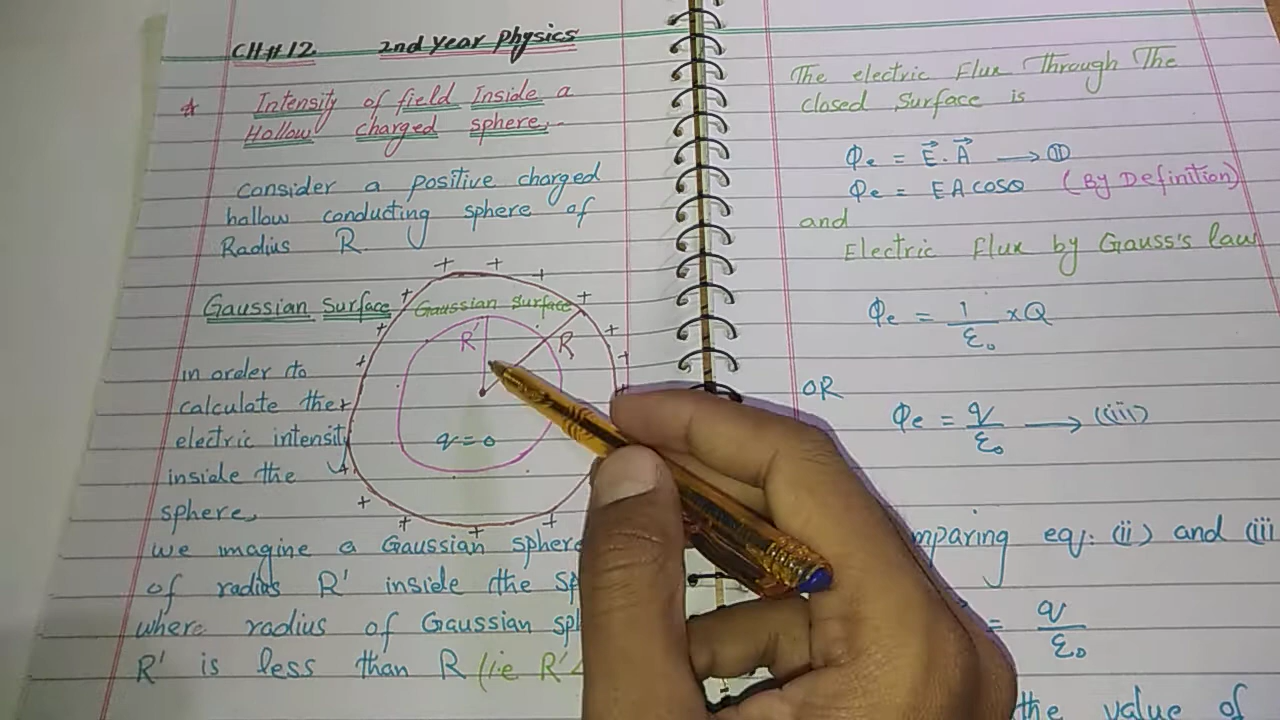 CH#12. 2nd Year Physics
* Intensity of field Inside a
Hollow charged sphere.-
Consider a positive charged
hallow conducting sphere of
Radius R.
Gaussian Surface
Gaussian Surface
R'
R
q = 0
in order to
calculate the
electric intensity
inside the
sphere,
we imagine a Gaussian sphere
of radius R' inside the
where radius of Gaussian
R' is less than R (ie R' <
The electric Flux Through The
closed Surface is
Φe = E⃗.A⃗ → ⑪
Φe = EA cosθ (By Definition)
and
Electric Flux by Gauss's law
Φe = 1/ε₀ × Q
OR
Φe = q/ε₀ → (iii)
eq: (ii) and (iii
= q/ε₀
the value of